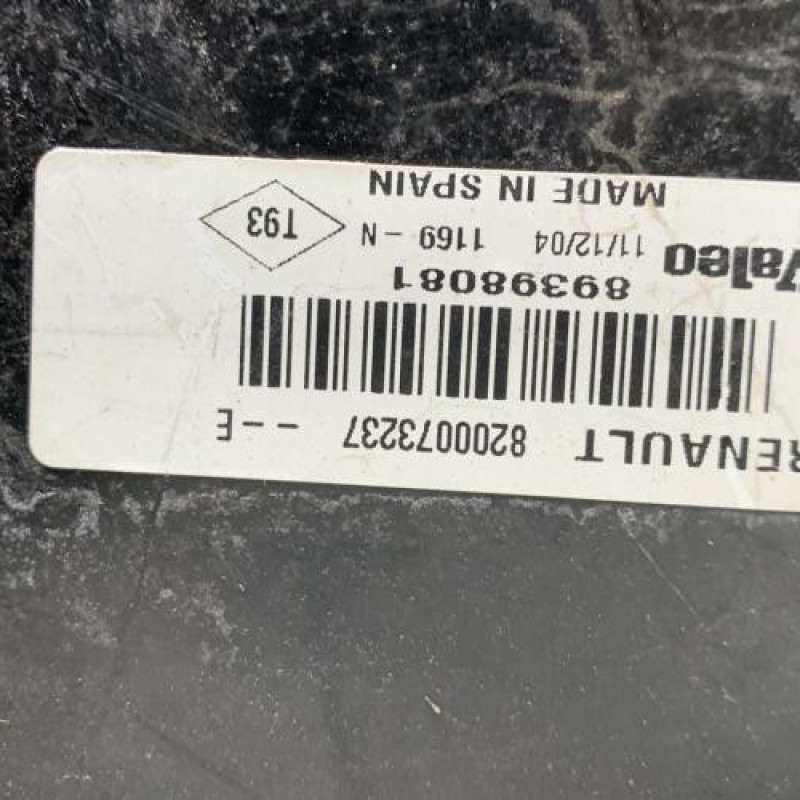 RENAULT 8200073237 --E
89398081
Valeo 11/12/04 1169-N T93
MADE IN SPAIN